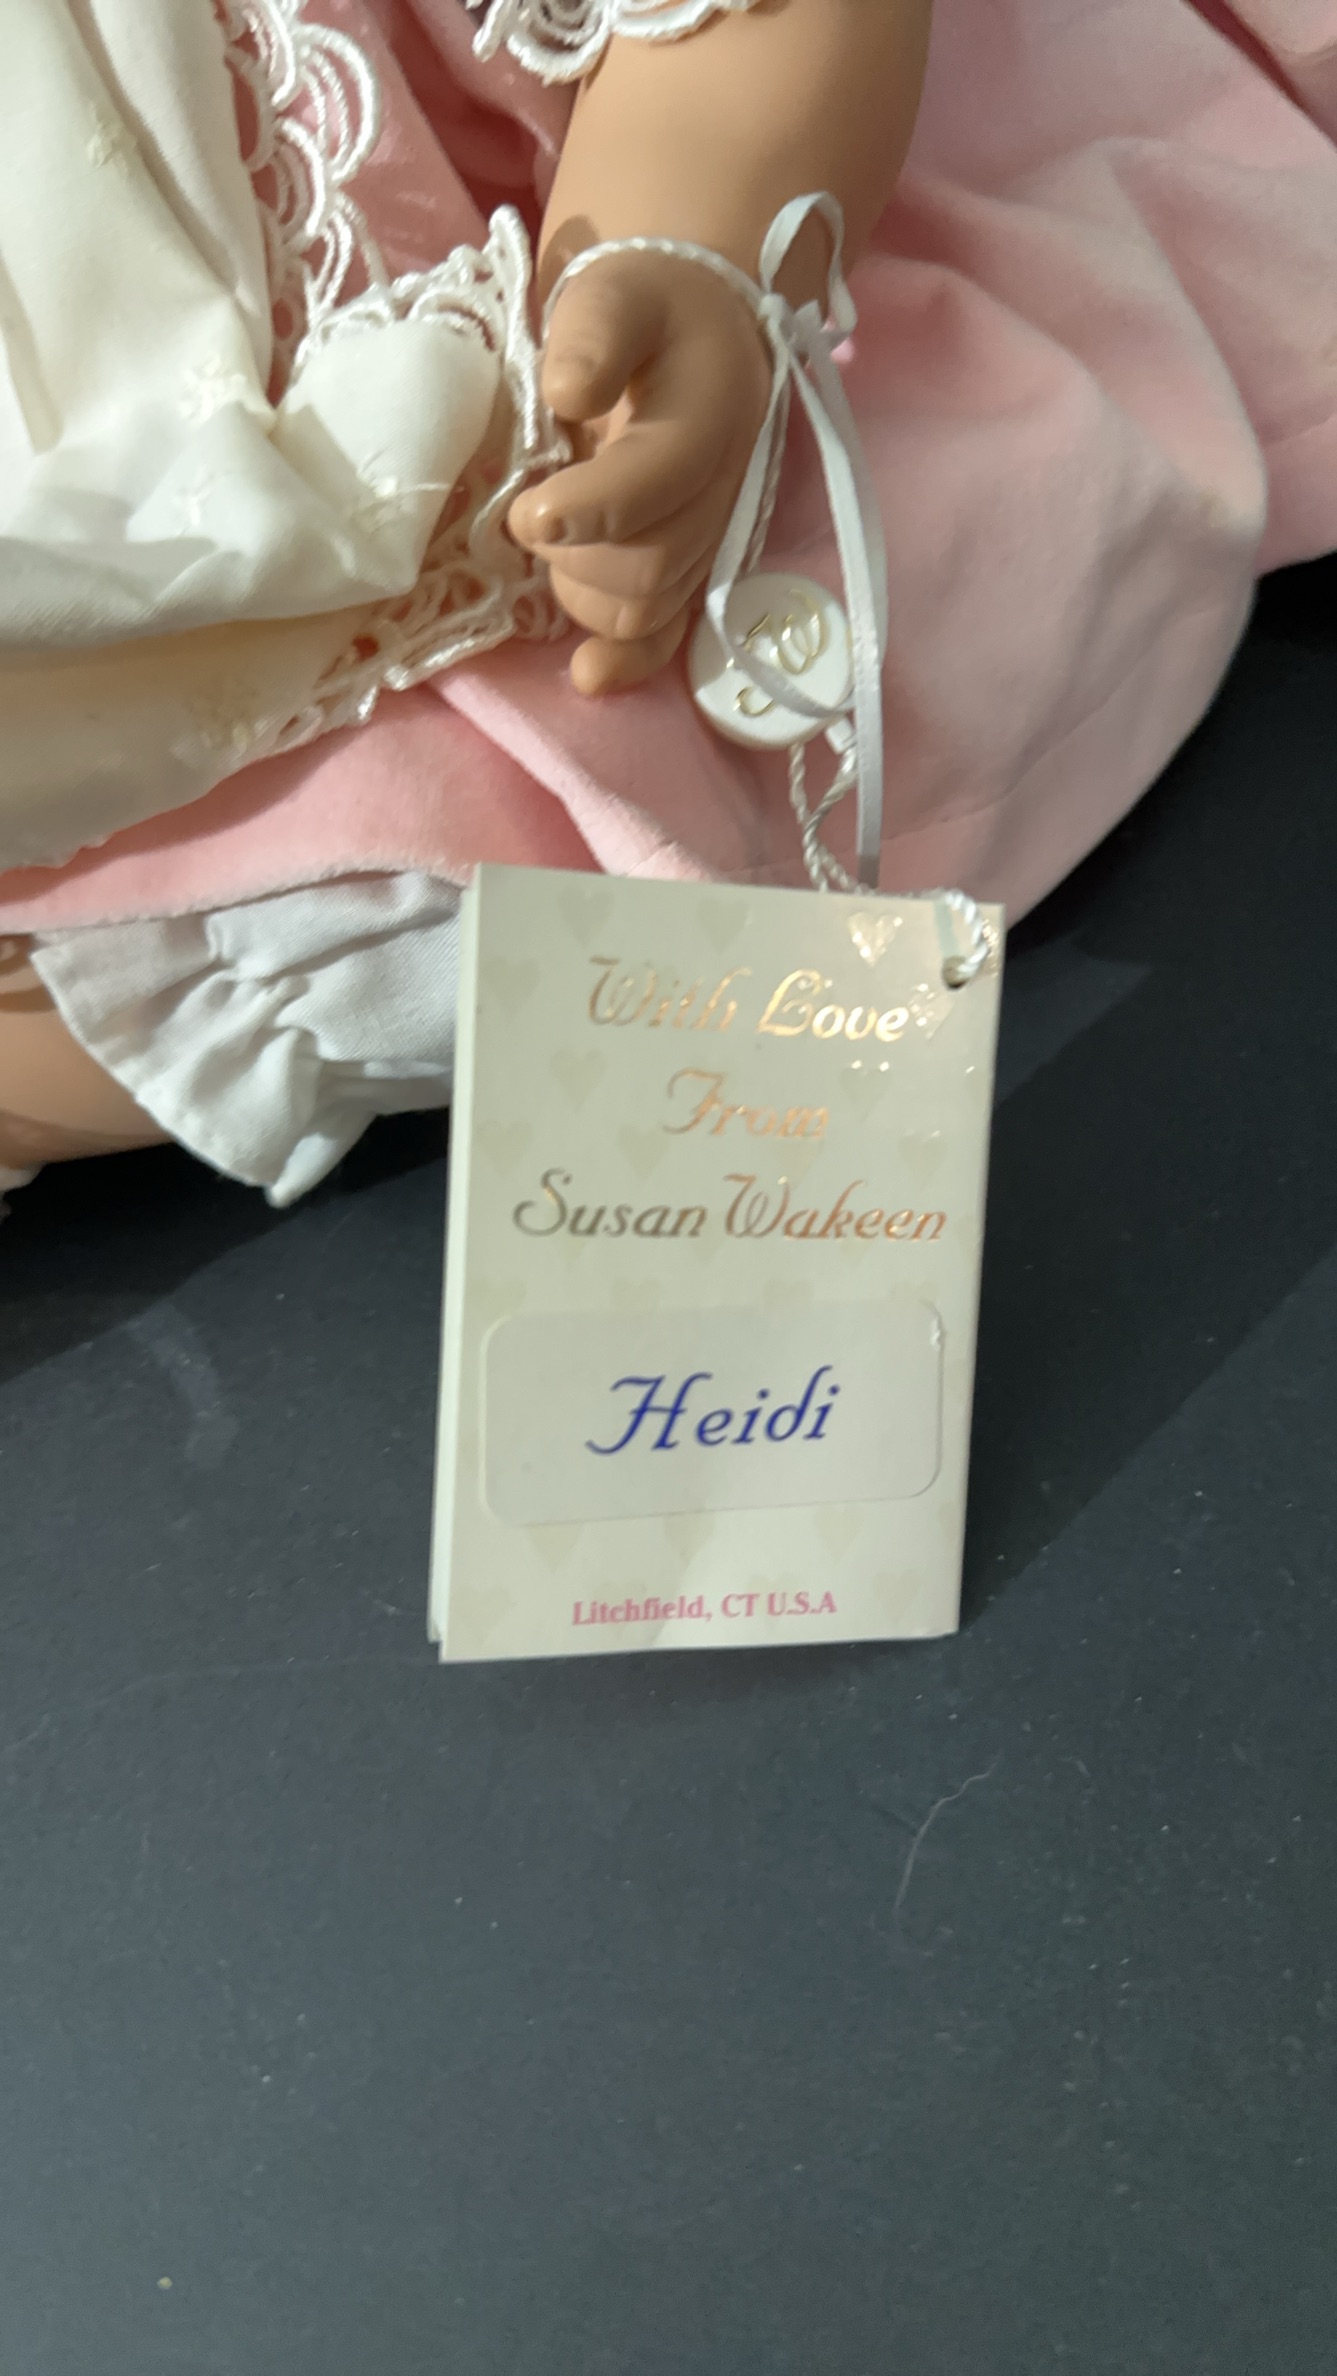 With Love
From
Susan Wakeen
Heidi
Litchfield, CT U.S.A